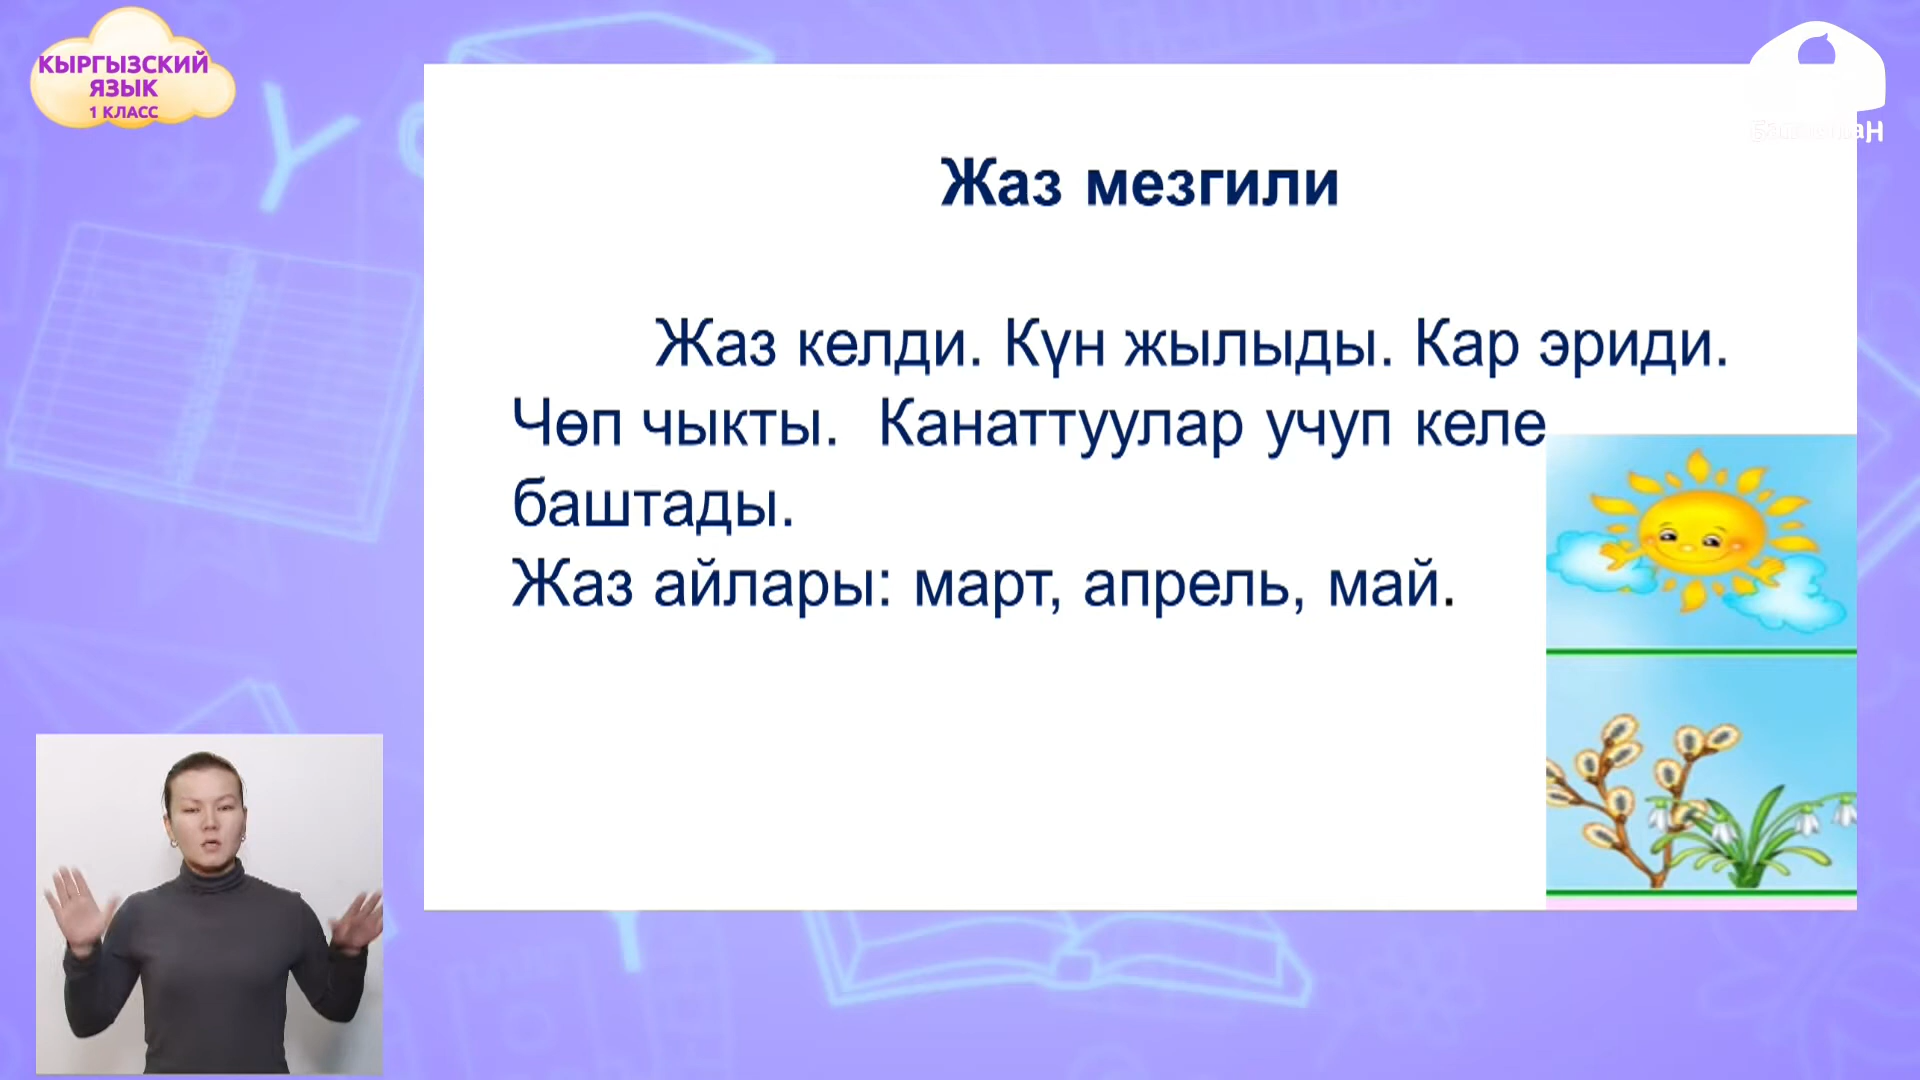 КЫРГЫЗСКИЙ
ЯЗЫК
1 КЛАСС
Жаз мезгили
Жаз келди. Күн жылыды. Кар эриди.
Чөп чыкты. Канаттуулар учуп келе
баштады.
Жаз айлары: март, апрель, май.